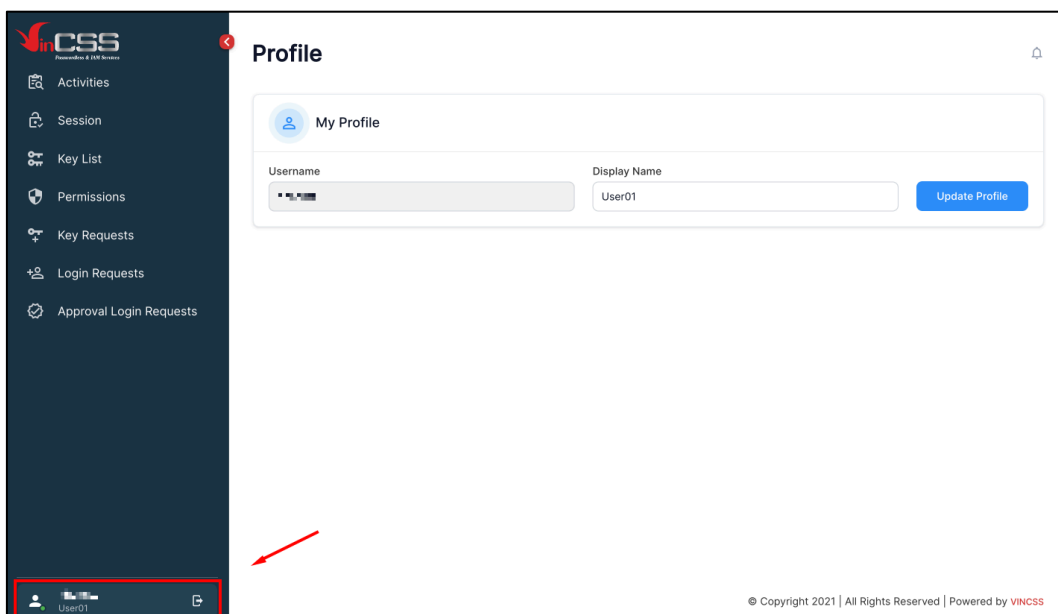 VinCSS
Passwordless & IAM Services
Activities
Session
Key List
Permissions
Key Requests
Login Requests
Approval Login Requests
User01
Profile
My Profile
Username
Display Name
User01
Update Profile
© Copyright 2021 | All Rights Reserved | Powered by VINCSS